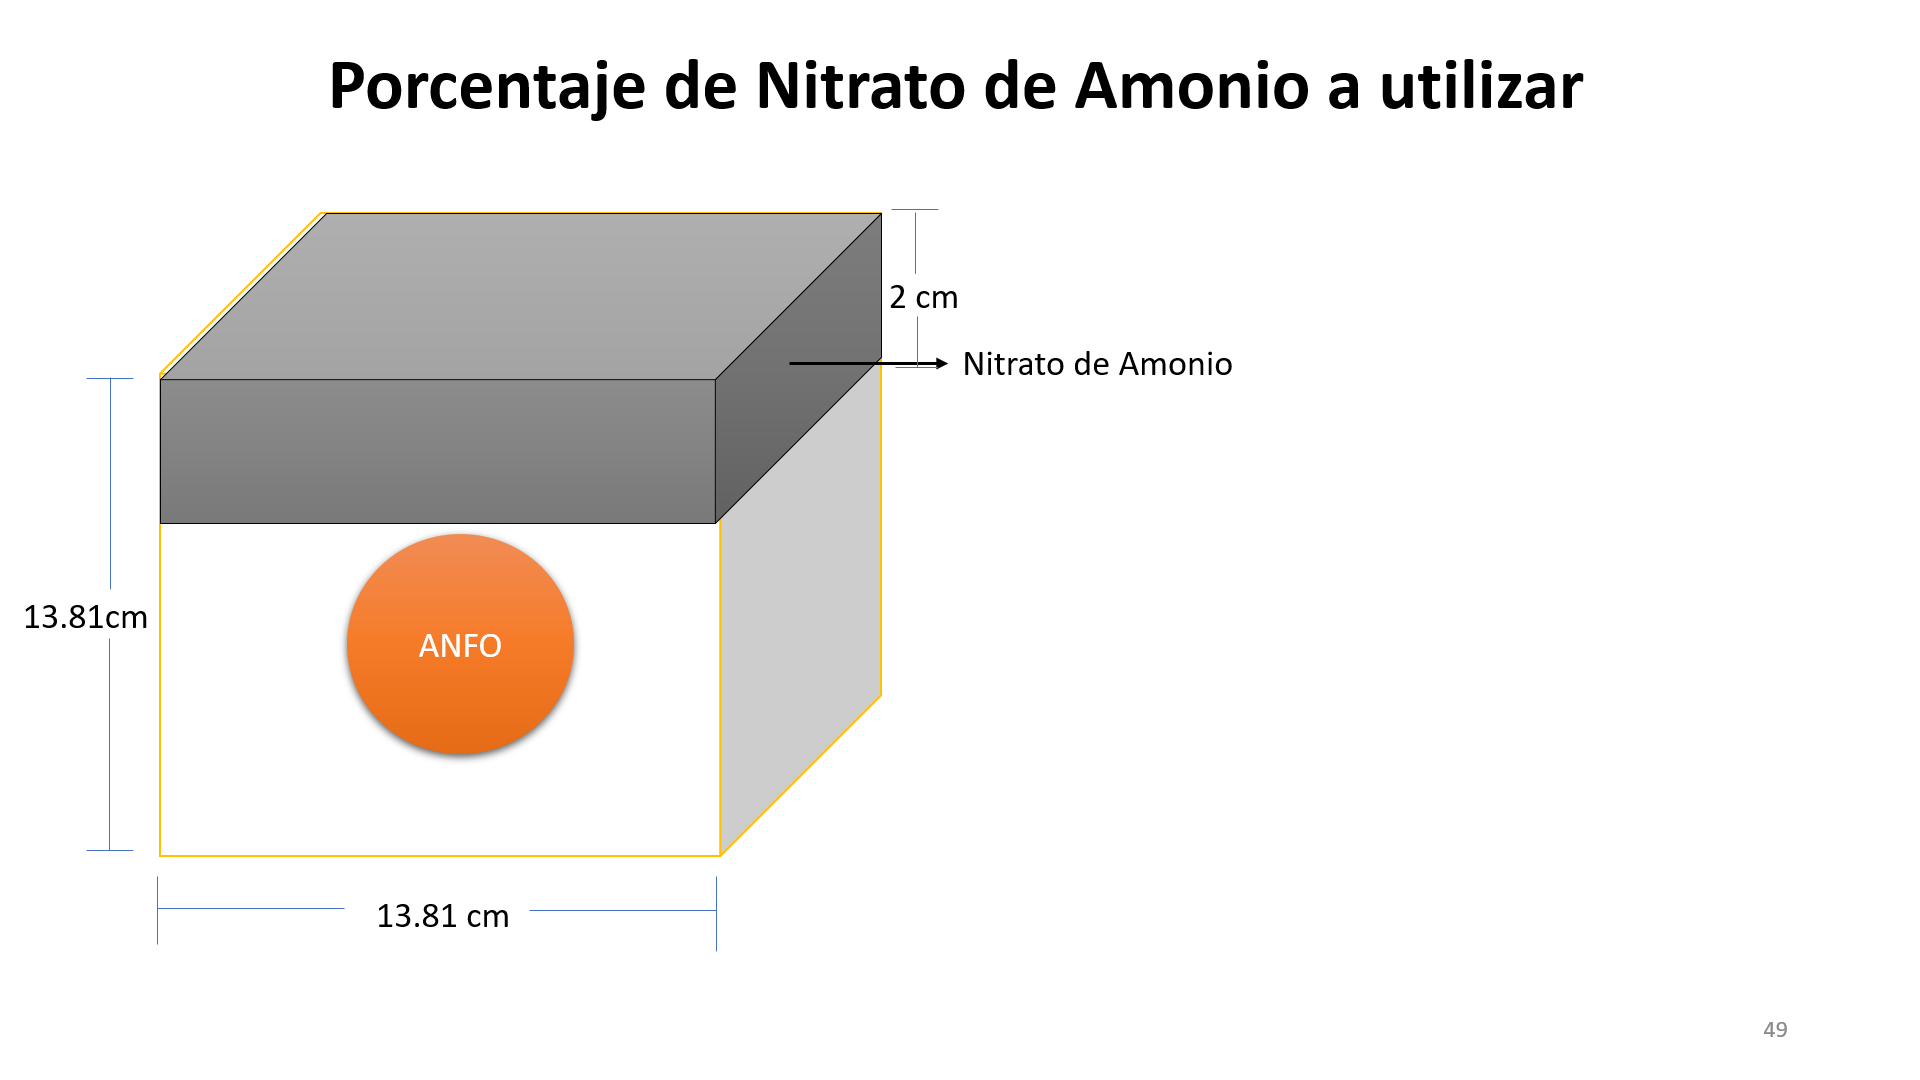 Porcentaje de Nitrato de Amonio a utilizar
2 cm
Nitrato de Amonio
13.81cm
ANFO
13.81 cm
49